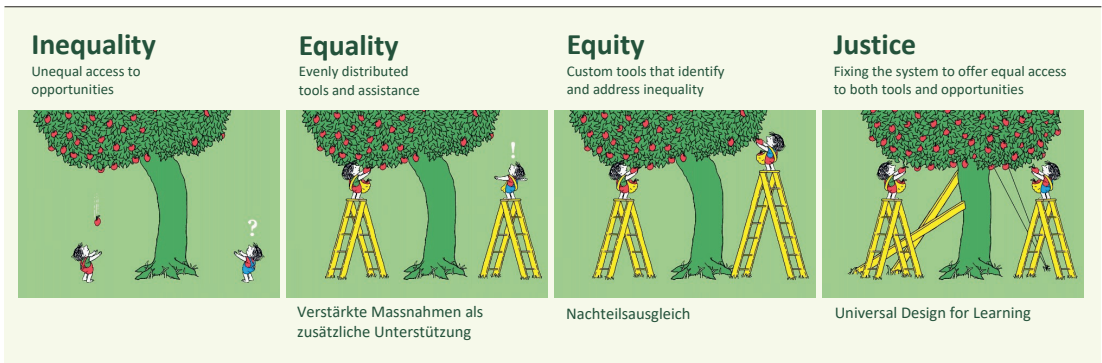 Inequality
Unequal access to
opportunities
Equality
Evenly distributed
tools and assistance
Equity
Custom tools that identify
and address inequality
Justice
Fixing the system to offer equal access
to both tools and opportunities
?
!
Verstärkte Massnahmen als
zusätzliche Unterstützung
Nachteilsausgleich
Universal Design for Learning